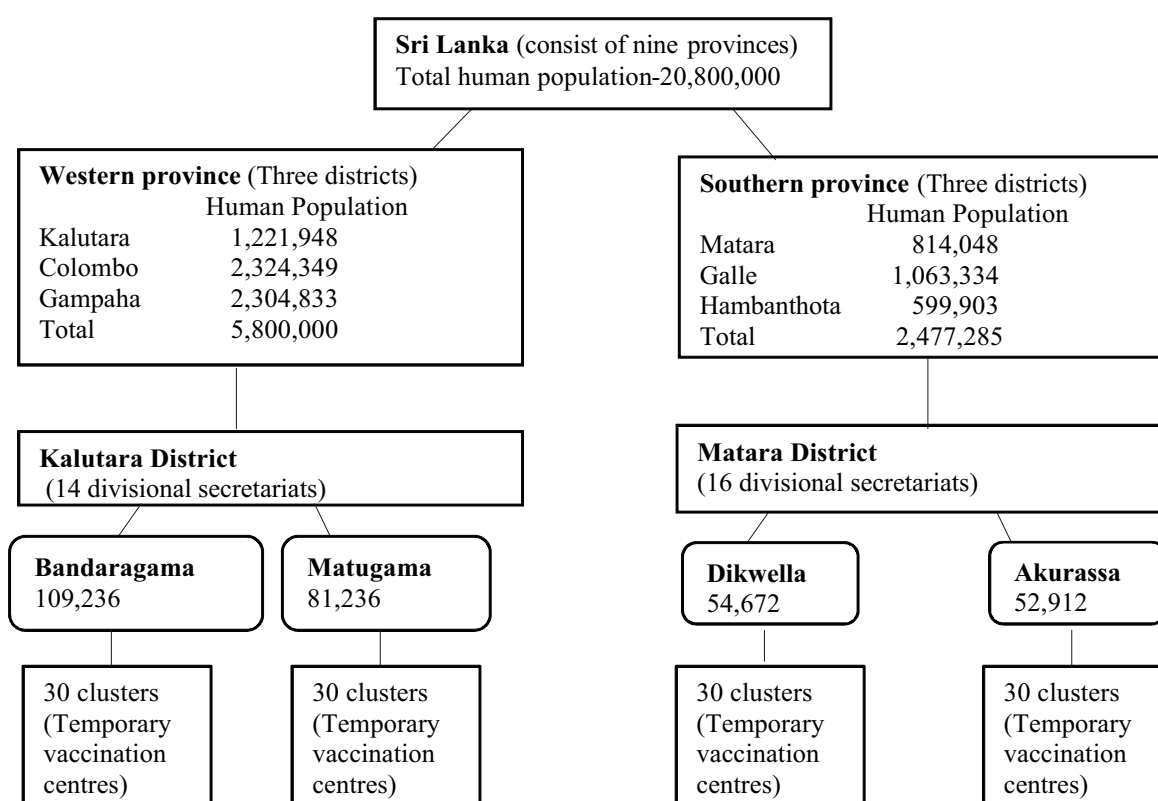 Sri Lanka (consist of nine provinces)
Total human population-20,800,000
Western province (Three districts)
Human Population
Kalutara 1,221,948
Colombo 2,324,349
Gampaha 2,304,833
Total 5,800,000
Southern province (Three districts)
Human Population
Matara 814,048
Galle 1,063,334
Hambanthota 599,903
Total 2,477,285
Kalutara District
(14 divisional secretariats)
Matara District
(16 divisional secretariats)
Bandaragama
109,236
Matugama
81,236
Dikwella
54,672
Akurassa
52,912
30 clusters
(Temporary
vaccination
centres)
30 clusters
(Temporary
vaccination
centres)
30 clusters
(Temporary
vaccination
centres)
30 clusters
(Temporary
vaccination
centres)